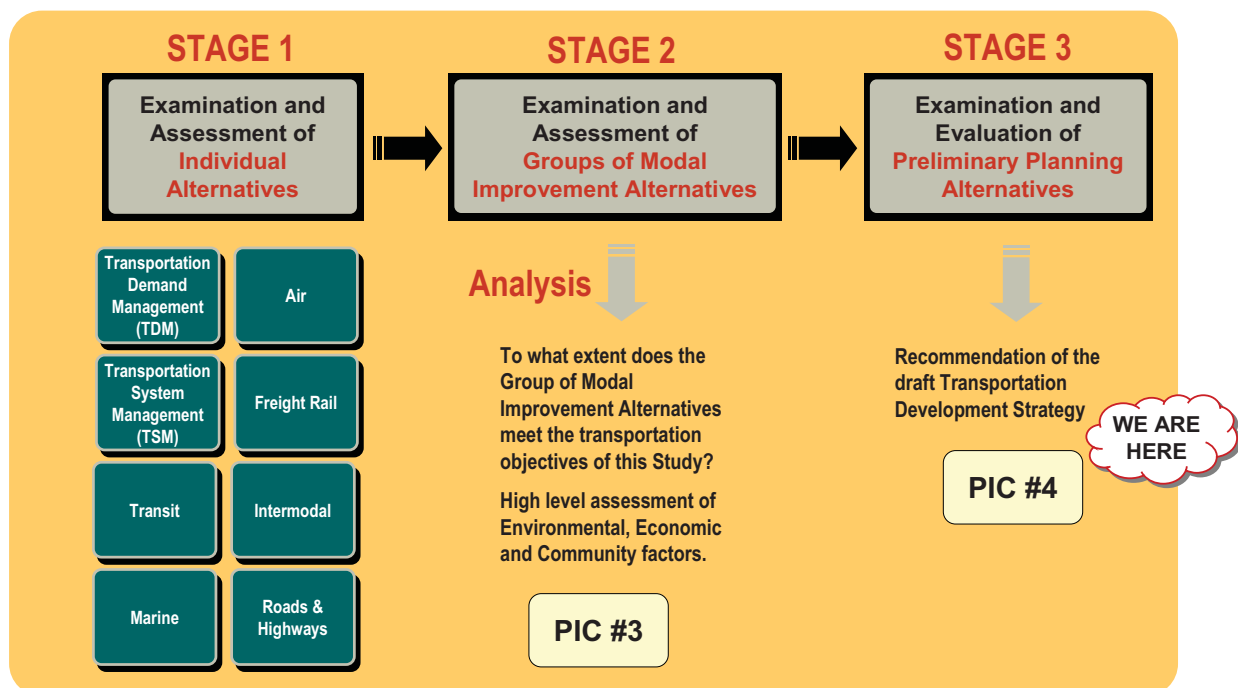 STAGE 1
Examination and
Assessment of
Individual
Alternatives
Transportation
Demand
Management
(TDM)
Air
Transportation
System
Management
(TSM)
Freight Rail
Transit
Intermodal
Marine
Roads &
Highways
STAGE 2
Examination and
Assessment of
Groups of Modal
Improvement Alternatives
Analysis
To what extent does the
Group of Modal
Improvement Alternatives
meet the transportation
objectives of this Study?
High level assessment of
Environmental, Economic
and Community factors.
PIC #3
STAGE 3
Examination and
Evaluation of
Preliminary Planning
Alternatives
Recommendation of the
draft Transportation
Development Strategy
WE ARE
HERE
PIC #4